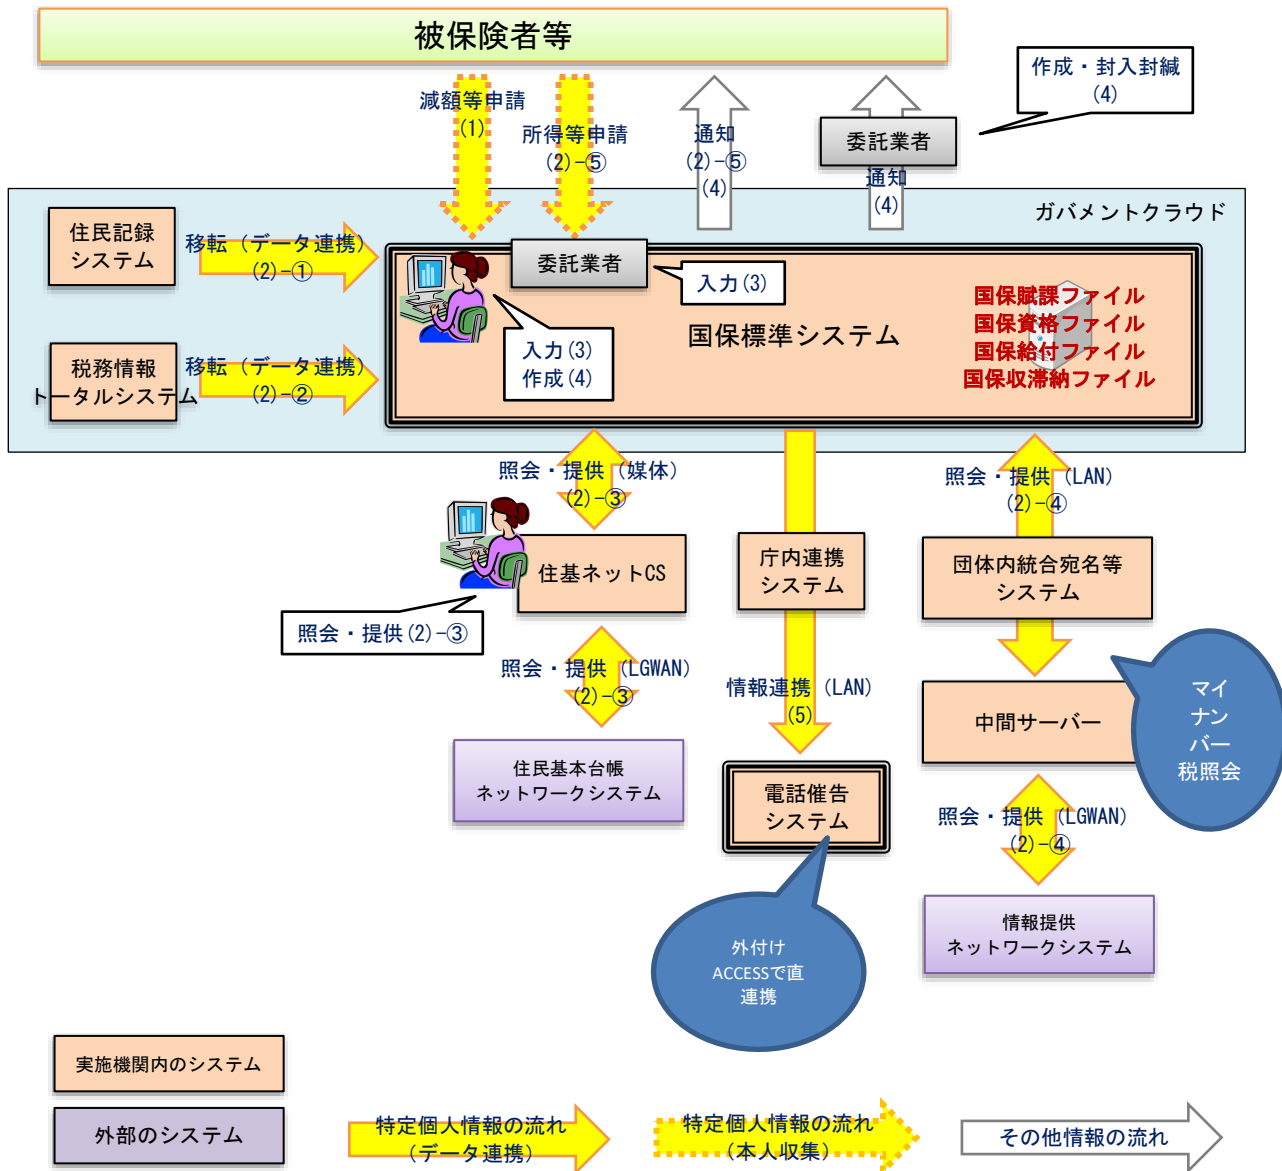 被保険者等
作成・封入封緘
(4)
減額等申請
(1)
所得等申請
(2)-⑤
通知
(2)-⑤
(4)
委託業者
通知
(4)
ガバメントクラウド
住民記録
システム
移転（データ連携）
(2)-①
委託業者
入力(3)
国保標準システム
国保賦課ファイル
国保資格ファイル
国保給付ファイル
国保収滞納ファイル
入力(3)
作成(4)
税務情報
トータルシステム
移転（データ連携）
(2)-②
照会・提供（媒体）
(2)-③
照会・提供（LAN）
(2)-④
住基ネットCS
庁内連携
システム
団体内統合宛名等
システム
照会・提供(2)-③
照会・提供（LGWAN）
(2)-③
情報連携（LAN）
(5)
中間サーバー
マイ
ナン
バー
税照会
住民基本台帳
ネットワークシステム
電話催告
システム
照会・提供（LGWAN）
(2)-④
外付け
ACCESSで直
連携
情報提供
ネットワークシステム
実施機関内のシステム
外部のシステム
特定個人情報の流れ
（データ連携）
特定個人情報の流れ
（本人収集）
その他情報の流れ